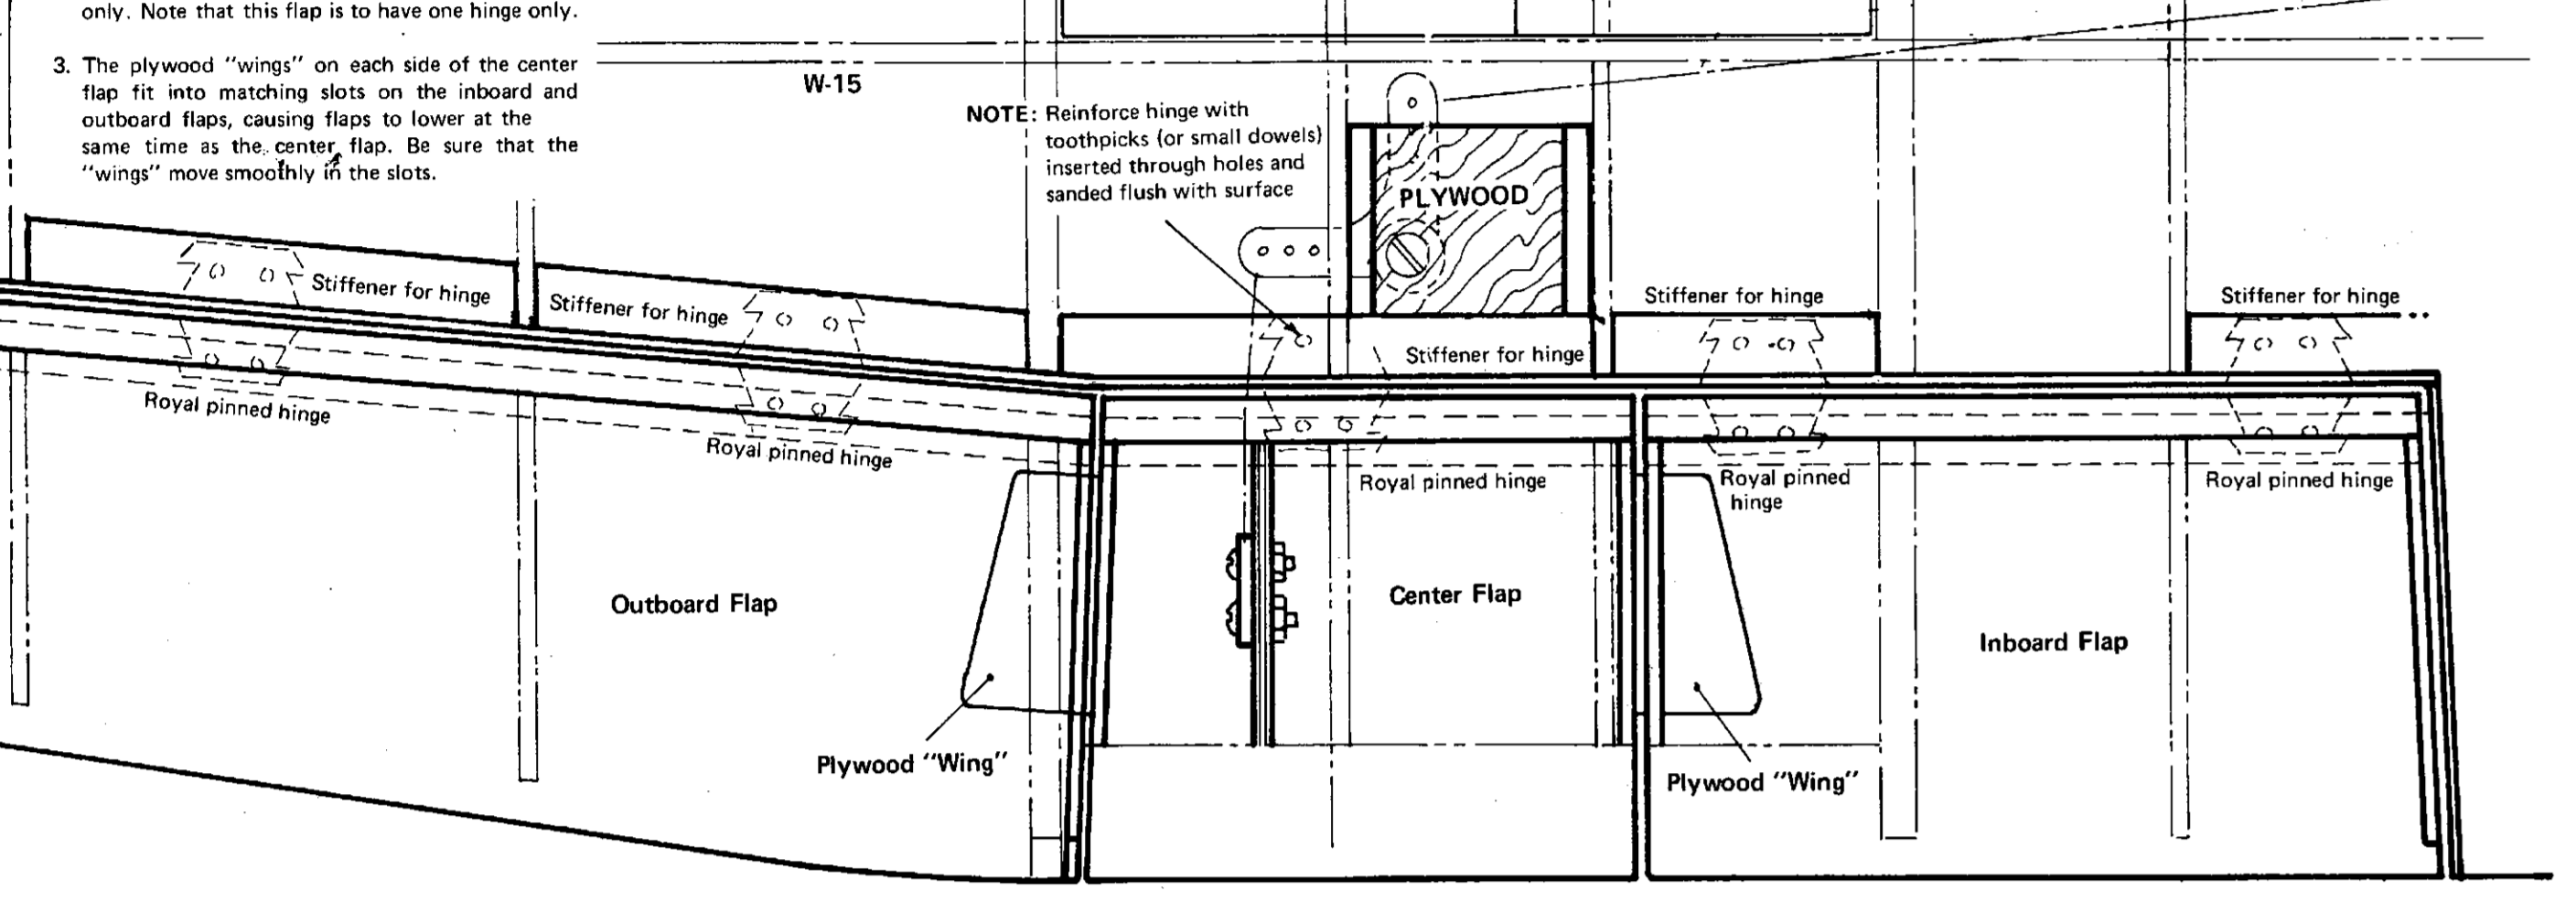 only. Note that this flap is to have one hinge only.
3. The plywood "wings" on each side of the center
flap fit into matching slots on the inboard and
outboard flaps, causing flaps to lower at the
same time as the center flap. Be sure that the
"wings" move smoothly in the slots.
W-15
NOTE: Reinforce hinge with
toothpicks (or small dowels)
inserted through holes and
sanded flush with surface
PLYWOOD
Stiffener for hinge
Stiffener for hinge
Stiffener for hinge
Stiffener for hinge
Stiffener for hinge
Royal pinned hinge
Royal pinned hinge
Royal pinned hinge
Royal pinned
hinge
Royal pinned hinge
Outboard Flap
Center Flap
Inboard Flap
Plywood "Wing"
Plywood "Wing"